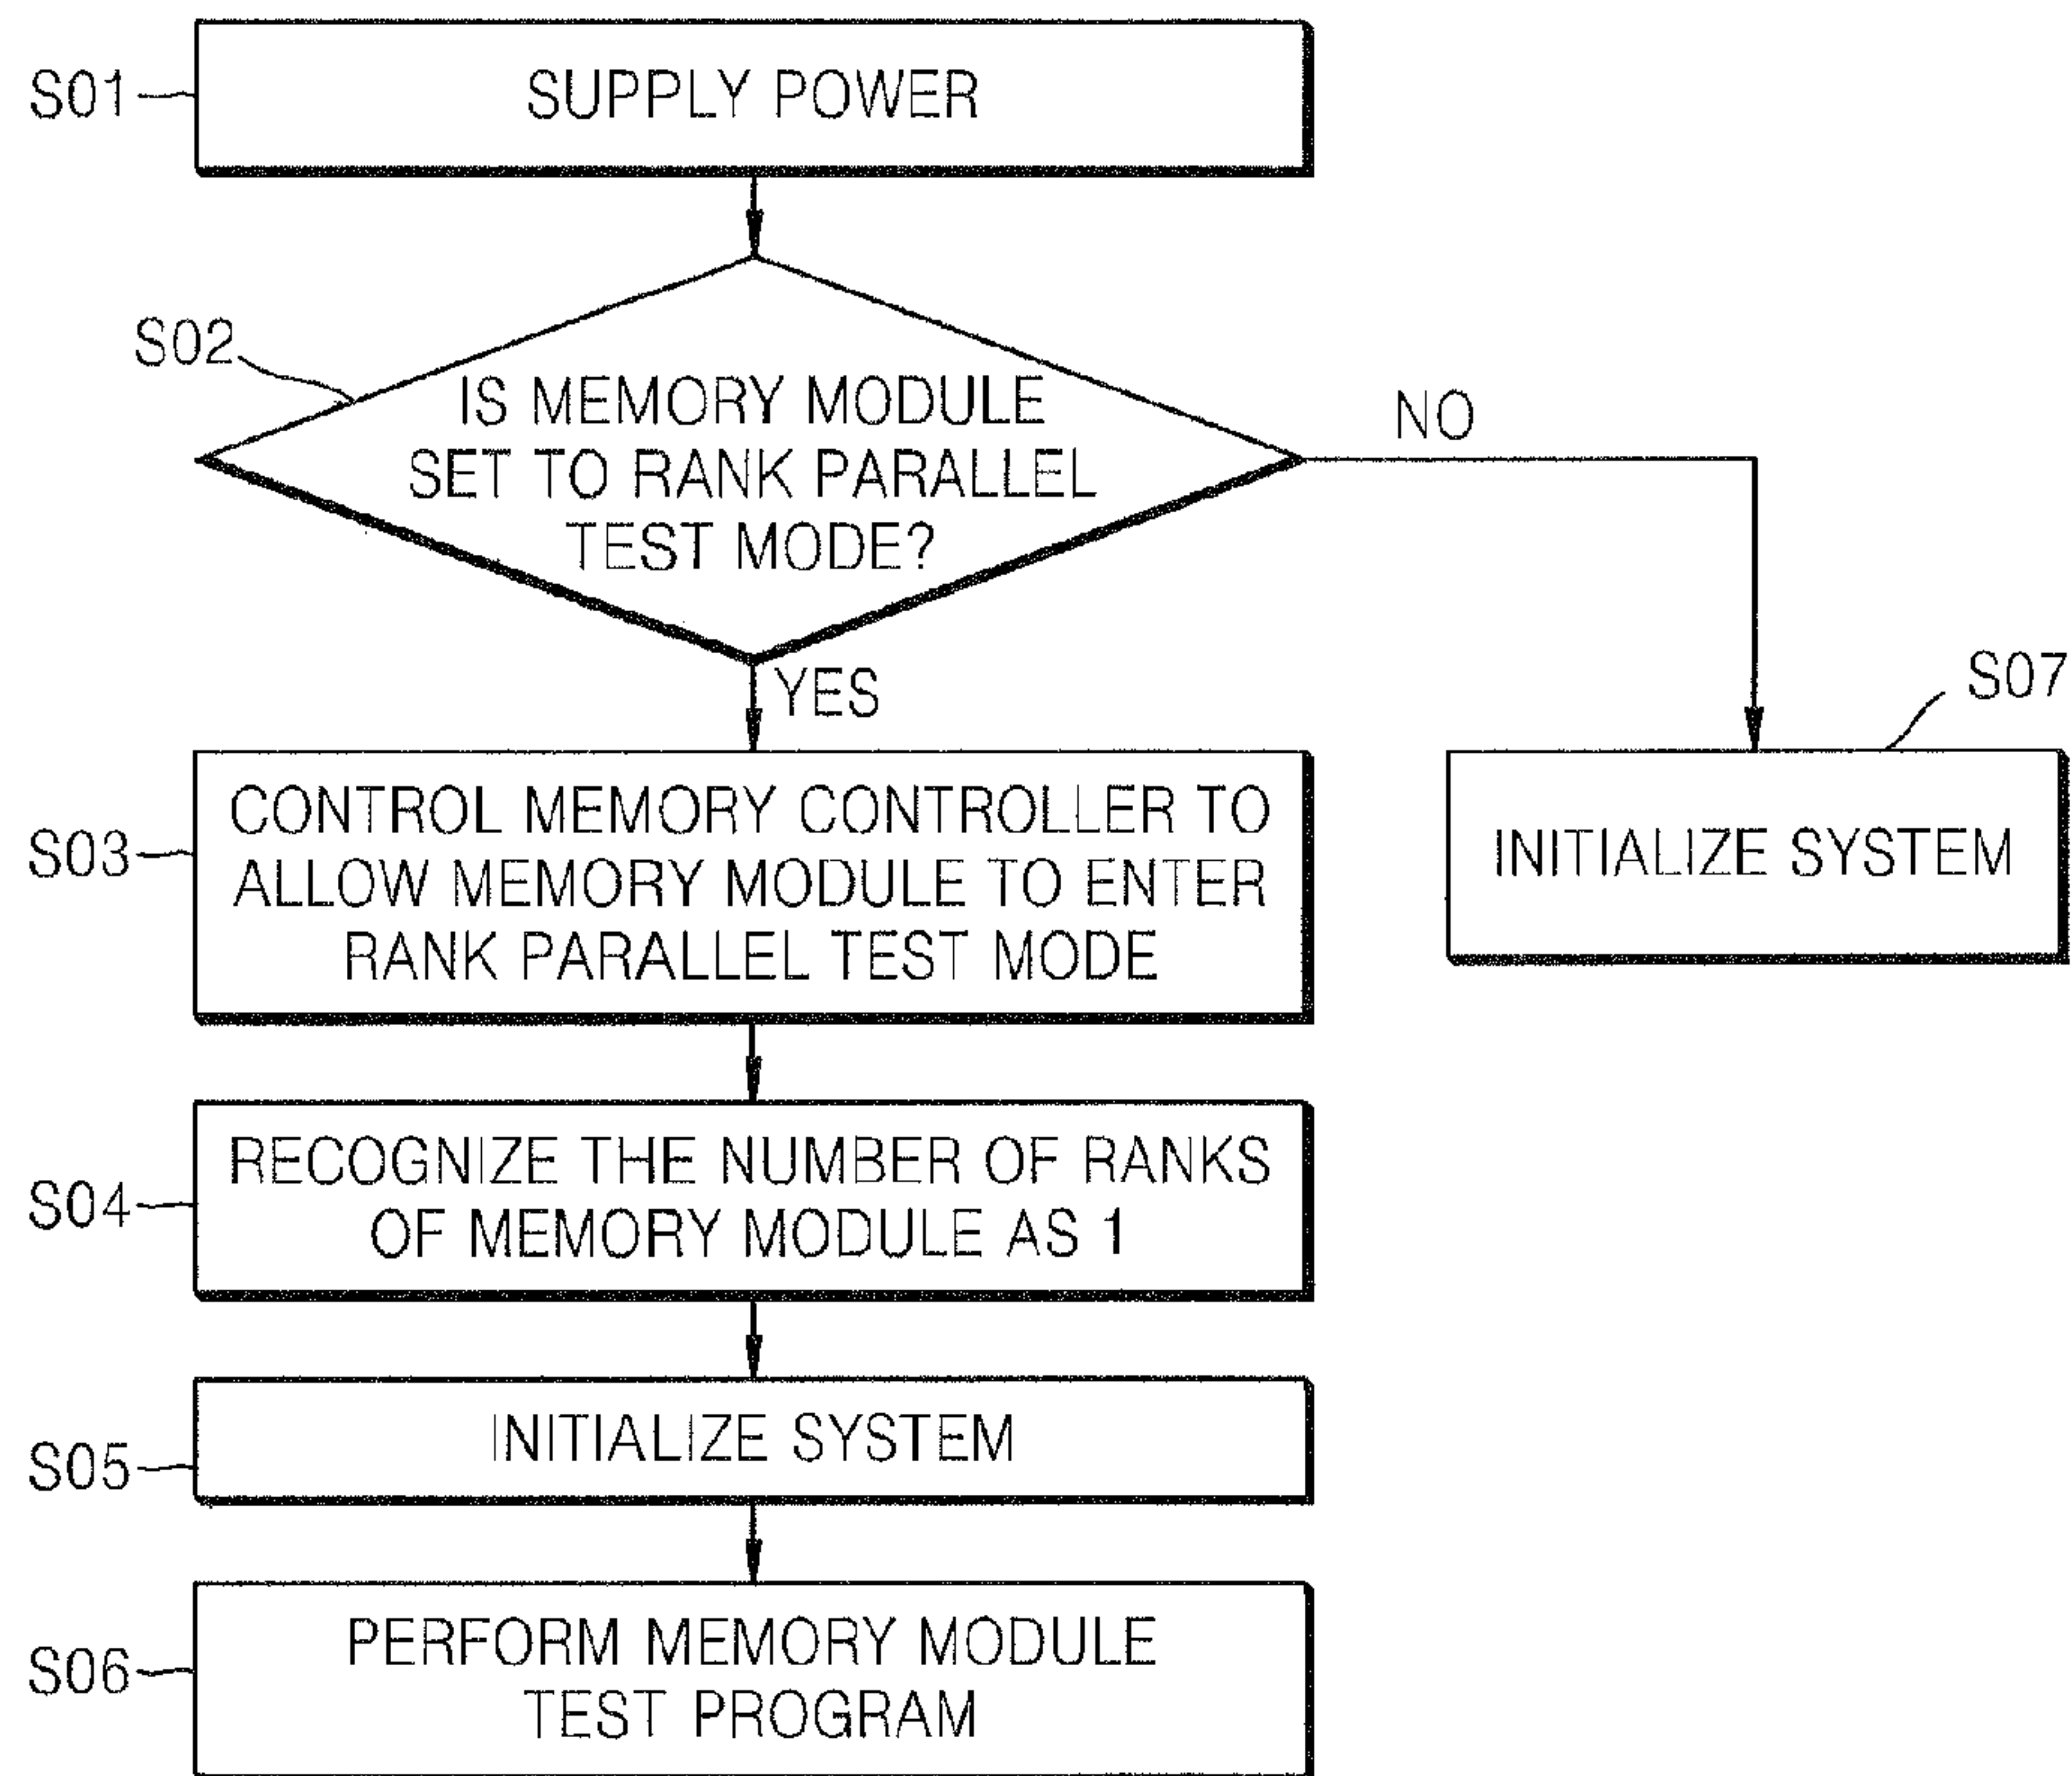 S01
SUPPLY POWER
S02
IS MEMORY MODULE
SET TO RANK PARALLEL
TEST MODE?
NO
YES
S03
CONTROL MEMORY CONTROLLER TO
ALLOW MEMORY MODULE TO ENTER
RANK PARALLEL TEST MODE
S07
INITIALIZE SYSTEM
S04
RECOGNIZE THE NUMBER OF RANKS
OF MEMORY MODULE AS 1
S05
INITIALIZE SYSTEM
S06
PERFORM MEMORY MODULE
TEST PROGRAM